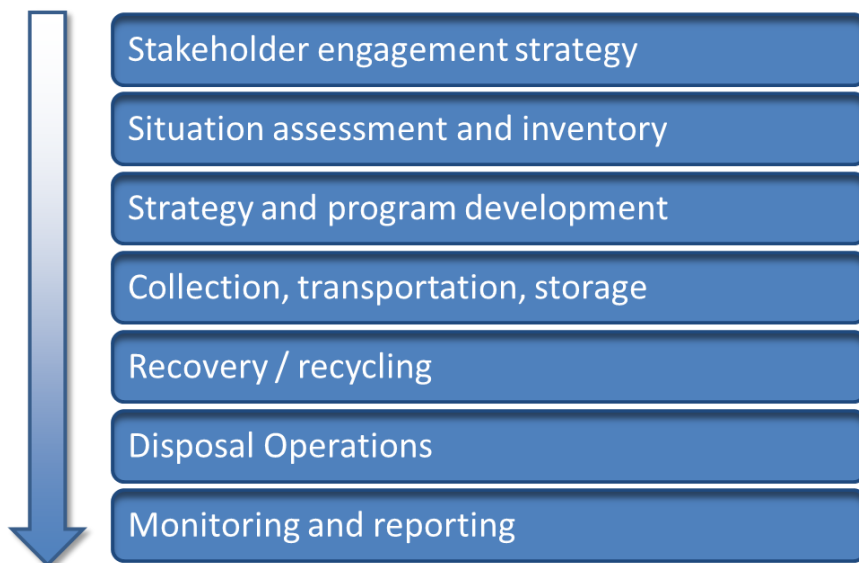 Stakeholder engagement strategy
Situation assessment and inventory
Strategy and program development
Collection, transportation, storage
Recovery / recycling
Disposal Operations
Monitoring and reporting